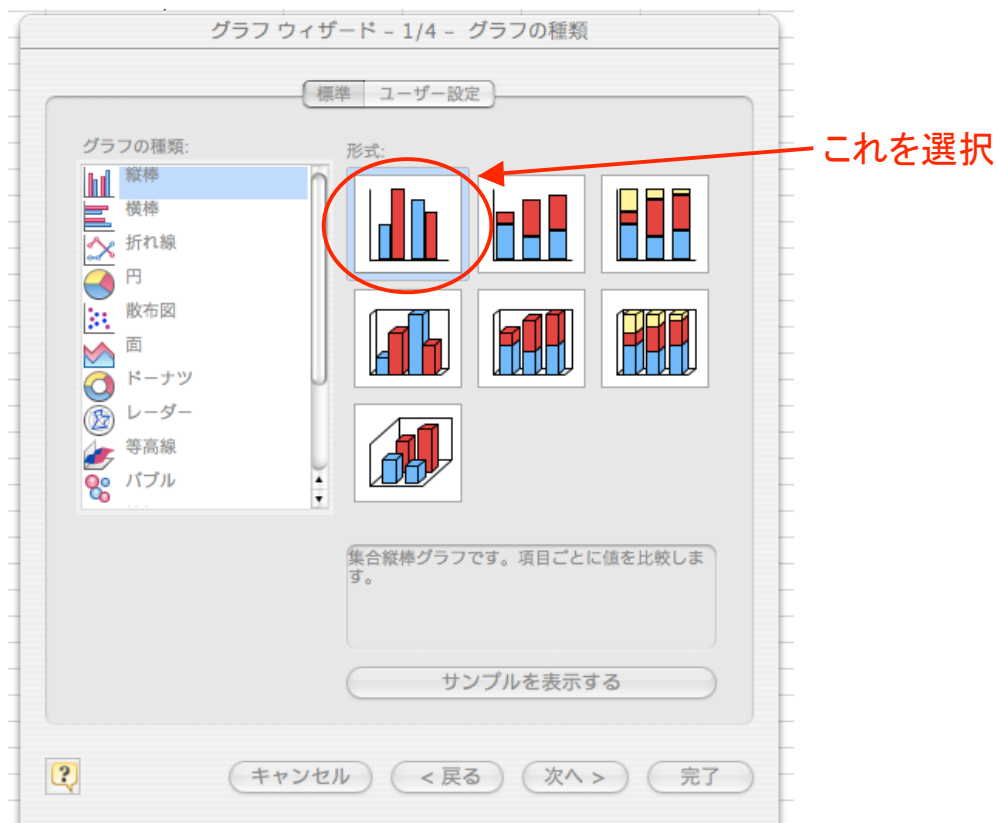 グラフ ウィザード – 1/4 – グラフの種類
標準 ユーザー設定
グラフの種類:
縦棒
横棒
折れ線
円
散布図
面
ドーナツ
レーダー
等高線
バブル
形式:
これを選択
集合縦棒グラフです。項目ごとに値を比較しま
す。
サンプルを表示する
?
キャンセル
< 戻る
次へ >
完了